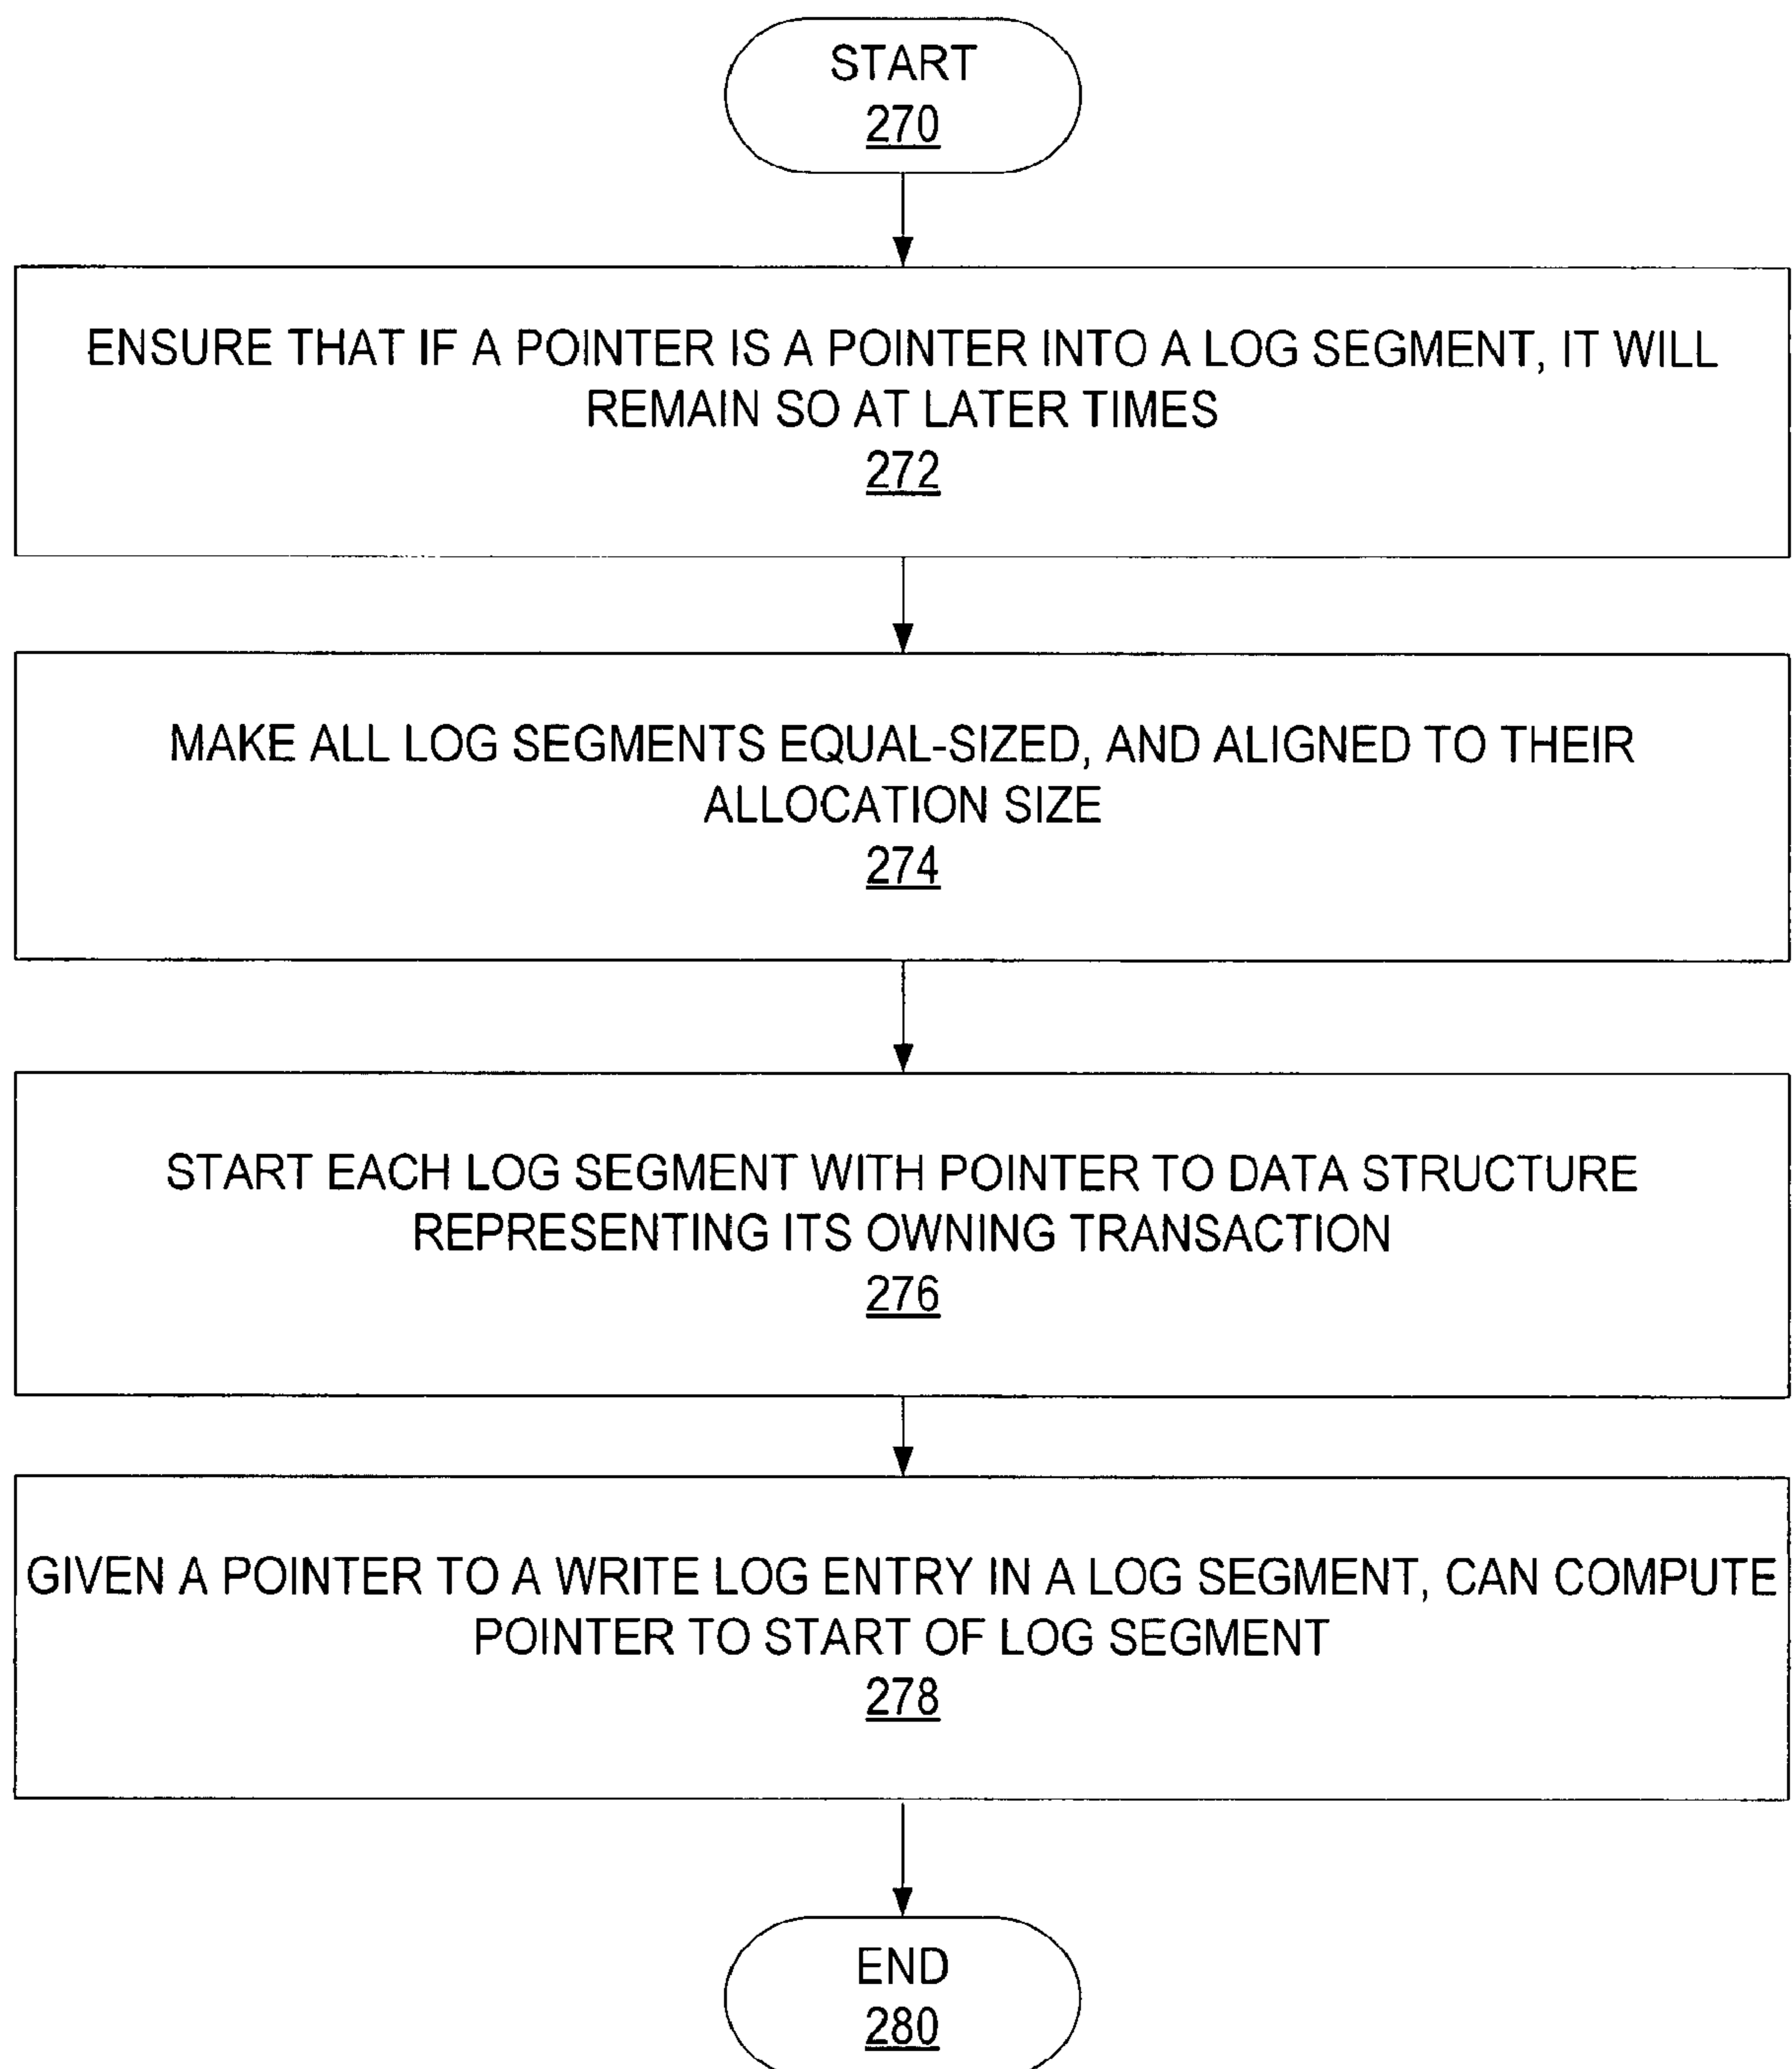 START
270
ENSURE THAT IF A POINTER IS A POINTER INTO A LOG SEGMENT, IT WILL
REMAIN SO AT LATER TIMES
272
MAKE ALL LOG SEGMENTS EQUAL-SIZED, AND ALIGNED TO THEIR
ALLOCATION SIZE
274
START EACH LOG SEGMENT WITH POINTER TO DATA STRUCTURE
REPRESENTING ITS OWNING TRANSACTION
276
GIVEN A POINTER TO A WRITE LOG ENTRY IN A LOG SEGMENT, CAN COMPUTE
POINTER TO START OF LOG SEGMENT
278
END
280